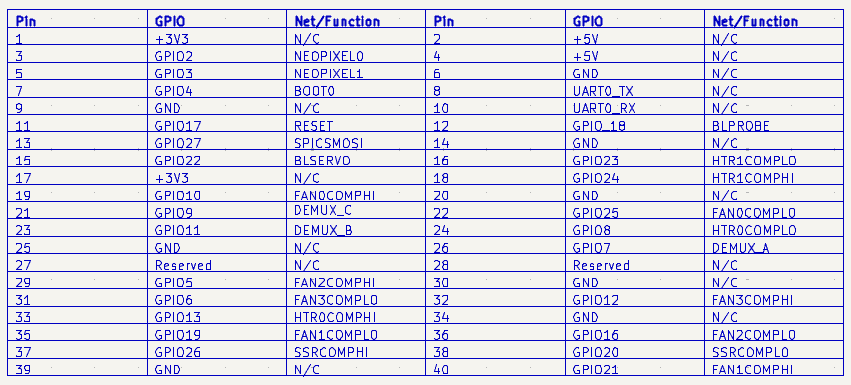 Pin GPIO Net/Function Pin GPIO Net/Function
1 +3V3 N/C 2 +5V N/C
3 GPIO2 NEOPIXEL0 4 +5V N/C
5 GPIO3 NEOPIXEL1 6 GND N/C
7 GPIO4 BOOT0 8 UART0_TX N/C
9 GND N/C 10 UART0_RX N/C
11 GPIO17 RESET 12 GPIO_18 BLPROBE
13 GPIO27 SPICSMOSI 14 GND N/C
15 GPIO22 BLSERVO 16 GPIO23 HTR1COMPLO
17 +3V3 N/C 18 GPIO24 HTR1COMPHI
19 GPIO10 FAN0COMPHI 20 GND N/C
21 GPIO9 DEMUX_C 22 GPIO25 FAN0COMPLO
23 GPIO11 DEMUX_B 24 GPIO8 HTR0COMPLO
25 GND N/C 26 GPIO7 DEMUX_A
27 Reserved N/C 28 Reserved N/C
29 GPIO5 FAN2COMPHI 30 GND N/C
31 GPIO6 FAN3COMPLO 32 GPIO12 FAN3COMPHI
33 GPIO13 HTR0COMPHI 34 GND N/C
35 GPIO19 FAN1COMPLO 36 GPIO16 FAN2COMPLO
37 GPIO26 SSRCOMPHI 38 GPIO20 SSRCOMPLO
39 GND N/C 40 GPIO21 FAN1COMPHI